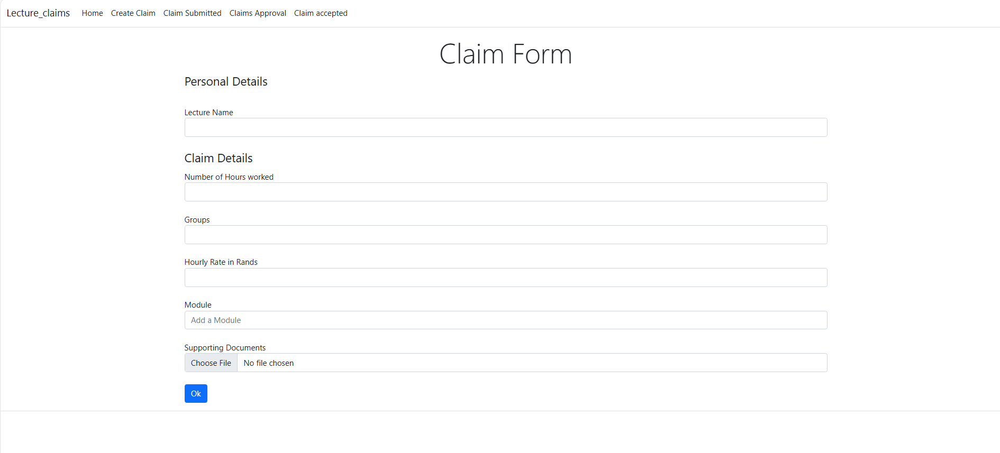 Lecture_claims Home Create Claim Claim Submitted Claims Approval Claim accepted
Claim Form
Personal Details
Lecture Name
Claim Details
Number of Hours worked
Groups
Hourly Rate in Rands
Module
Add a Module
Supporting Documents
Choose File No file chosen
Ok